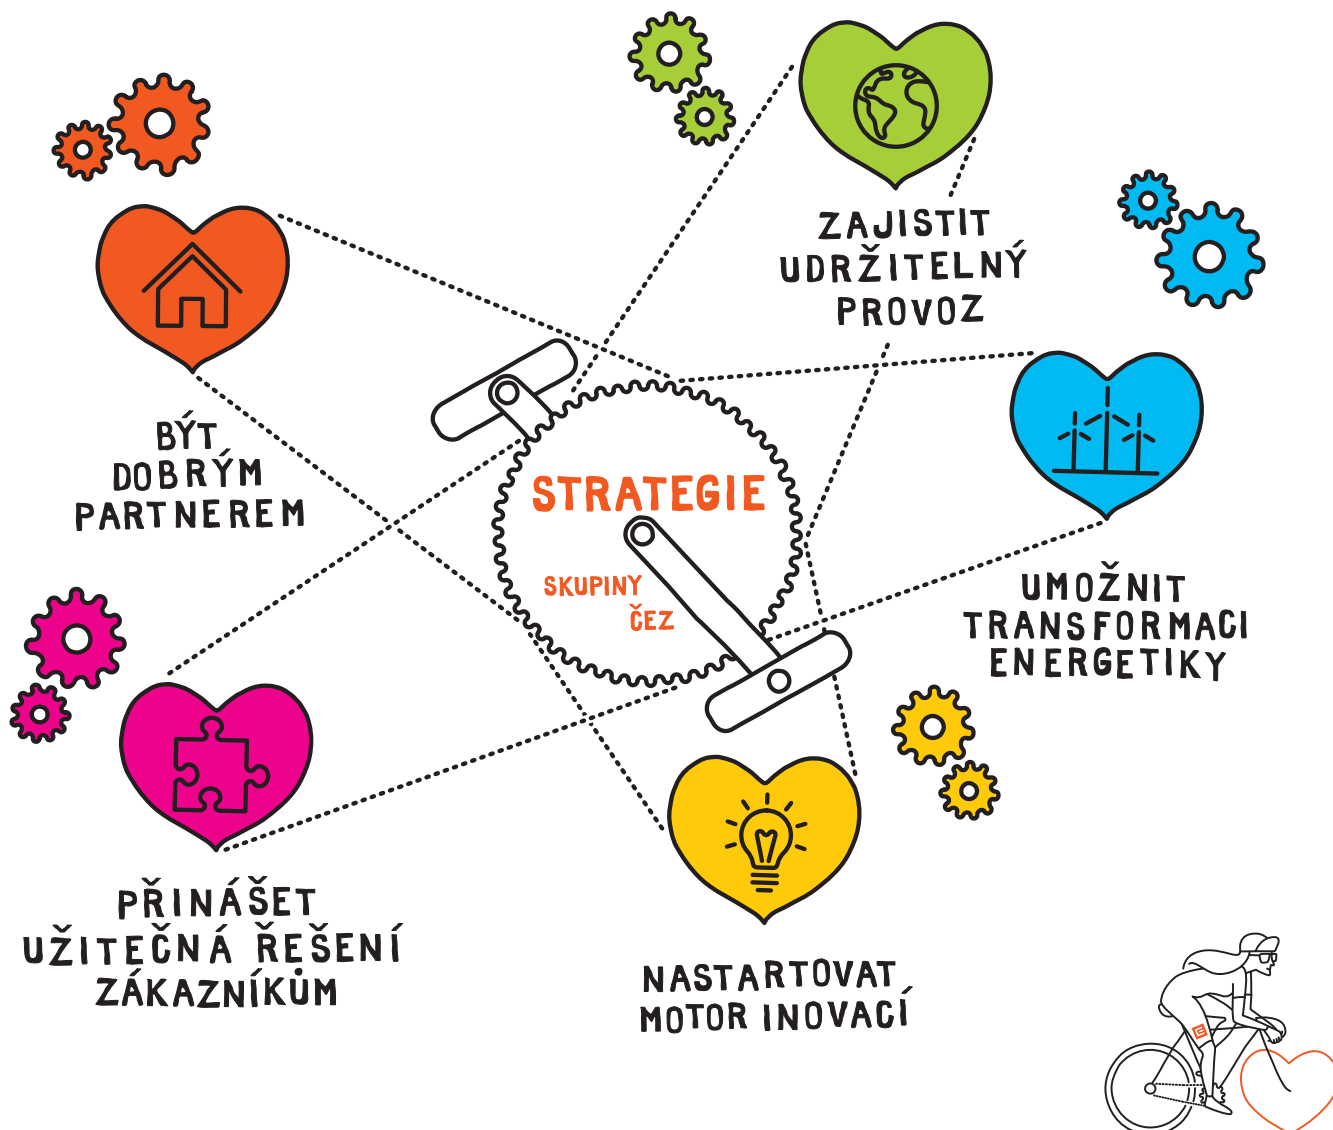 ZAJISTIT
UDRŽITELNÝ
PROVOZ
BÝT
DOBRÝM
PARTNEREM
STRATEGIE
SKUPINY
ČEZ
UMOŽNIT
TRANSFORMACI
ENERGETIKY
PŘINÁŠET
UŽITEČNÁ ŘEŠENÍ
ZÁKAZNÍKŮM
NASTARTOVAT
MOTOR INOVACÍ